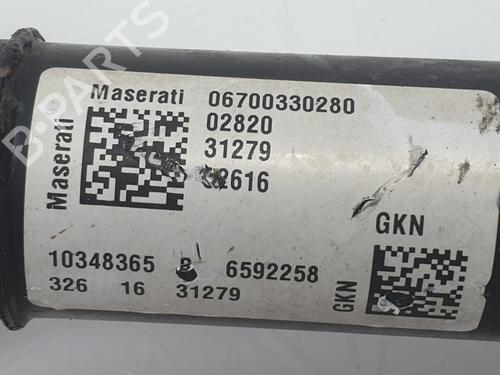 Maserati 06700330280
02820
31279
32616
Maserati
GKN
10348365 B 6592258
326 16 31279
GKN
B-PARTS